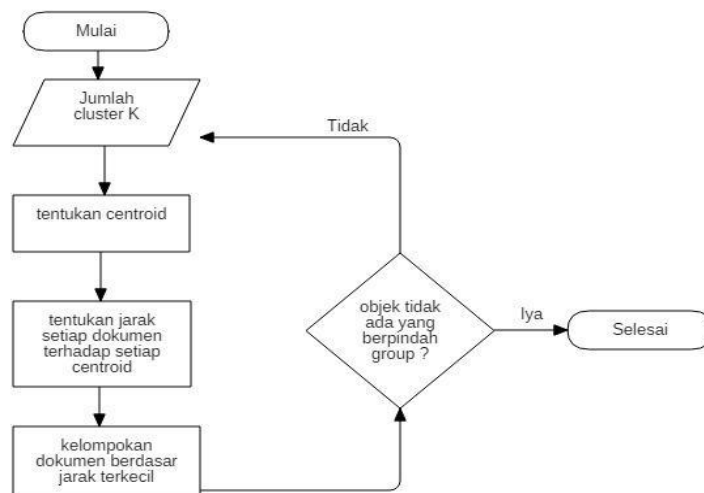 Mulai
Jumlah
cluster K
Tidak
tentukan centroid
tentukan jarak
setiap dokumen
terhadap setiap
centroid
kelompokan
dokumen berdasar
jarak terkecil
objek tidak
ada yang
berpindah
group ?
Iya
Selesai